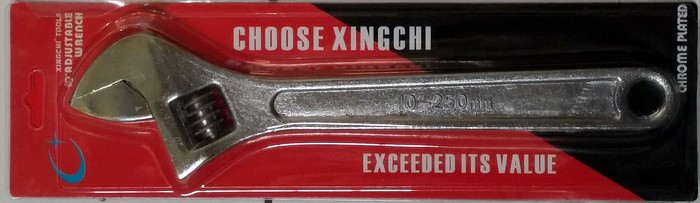 XINGCHI TOOLS
ADJUSTABLE
WRENCH
CHOOSE XINGCHI
CHROME PLATED
10"-250mm
EXCEEDED ITS VALUE